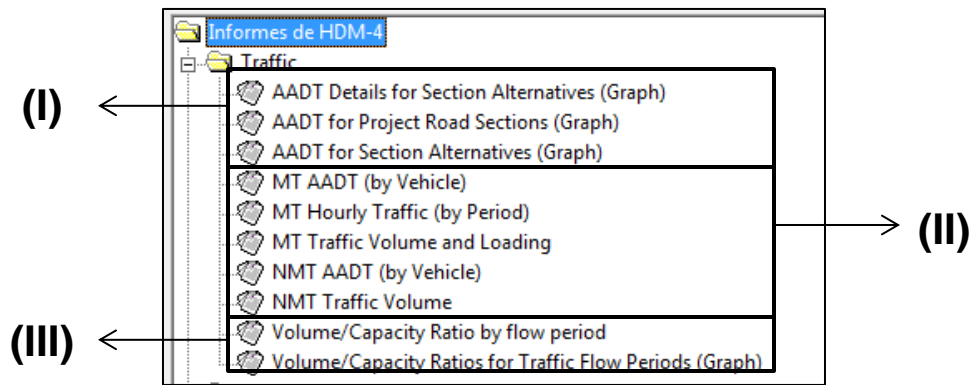 Informes de HDM-4
Traffic
(I)
AADT Details for Section Alternatives (Graph)
AADT for Project Road Sections (Graph)
AADT for Section Alternatives (Graph)
MT AADT (by Vehicle)
MT Hourly Traffic (by Period)
MT Traffic Volume and Loading
NMT AADT (by Vehicle)
NMT Traffic Volume
(II)
(III)
Volume/Capacity Ratio by flow period
Volume/Capacity Ratios for Traffic Flow Periods (Graph)